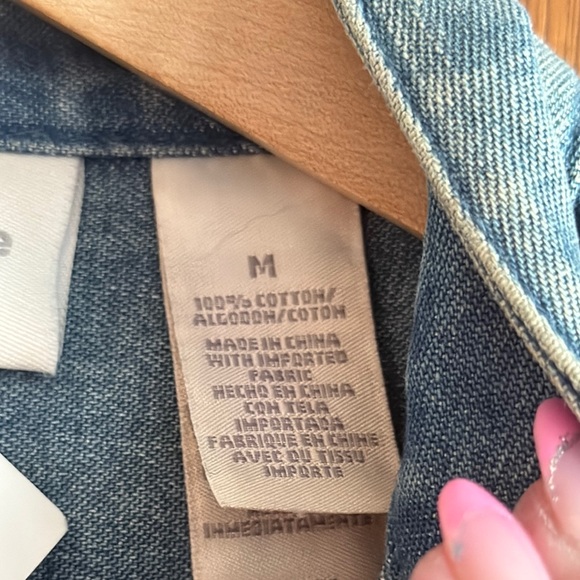 e
M
100% COTTON/
ALGODON/COTON
MADE IN CHINA
WITH IMPORTED
FABRIC
HECHO EN CHINA
CON TELA
IMPORTADA
FABRIQUE EN CHINE
AVEC DU TISSU
IMPORTE
INMEDIATAMENTE